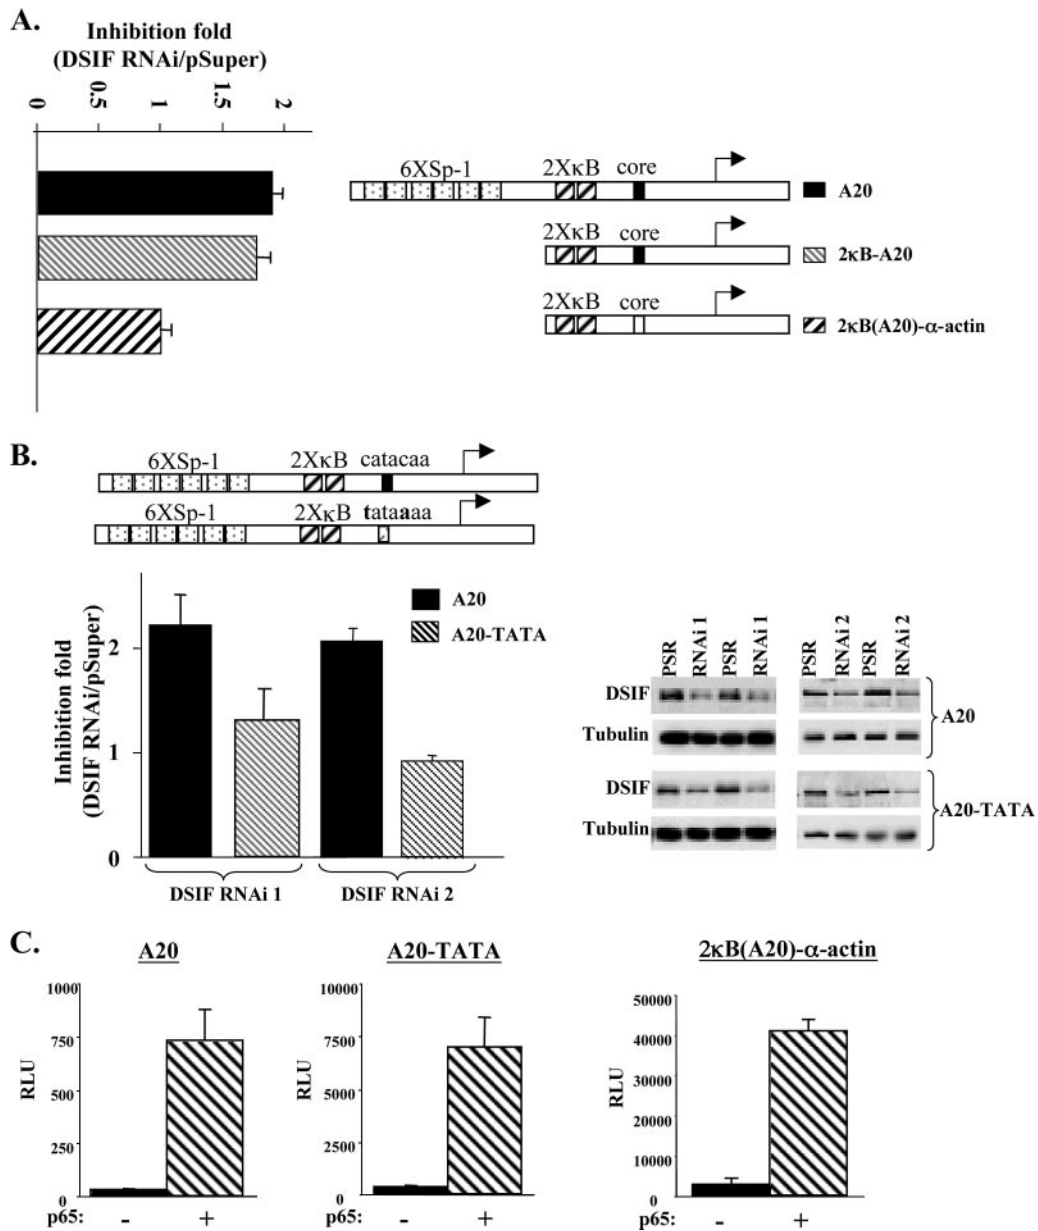 A.
Inhibition fold
(DSIF RNAi/pSuper)
0 0.5 1 1.5 2
6XSp-1 2XκB core
A20
2XκB core
2κB-A20
2XκB core
2κB(A20)-α-actin
B.
6XSp-1 2XκB catacaa
6XSp-1 2XκB tataaaa
Inhibition fold
(DSIF RNAi/pSuper)
2
1
0
A20
A20-TATA
DSIF RNAi 1 DSIF RNAi 2
PSR RNAi 1 PSR RNAi 1 PSR RNAi 2 PSR RNAi 2
DSIF
Tubulin
A20
DSIF
Tubulin
A20-TATA
C.
A20
RLU
1000
750
500
250
0
p65: - +
A20-TATA
RLU
10000
7500
5000
2500
0
p65: - +
2κB(A20)-α-actin
RLU
50000
40000
30000
20000
10000
0
p65: - +